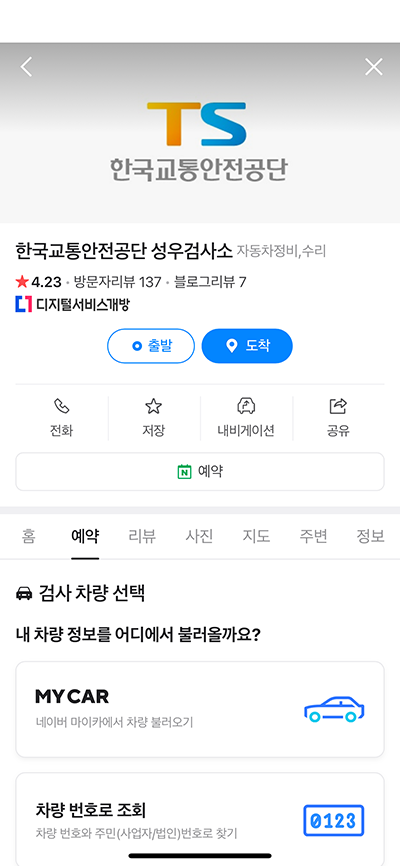 TS
한국교통안전공단
한국교통안전공단 성우검사소 자동차정비,수리
★4.23 · 방문자리뷰 137 · 블로그리뷰 7
디지털서비스개방
출발 도착
전화 저장 내비게이션 공유
N 예약
홈 예약 리뷰 사진 지도 주변 정보
검사 차량 선택
내 차량 정보를 어디에서 불러올까요?
MY CAR
네이버 마이카에서 차량 불러오기
차량 번호로 조회
차량 번호와 주민(사업자/법인)번호로 찾기
0123